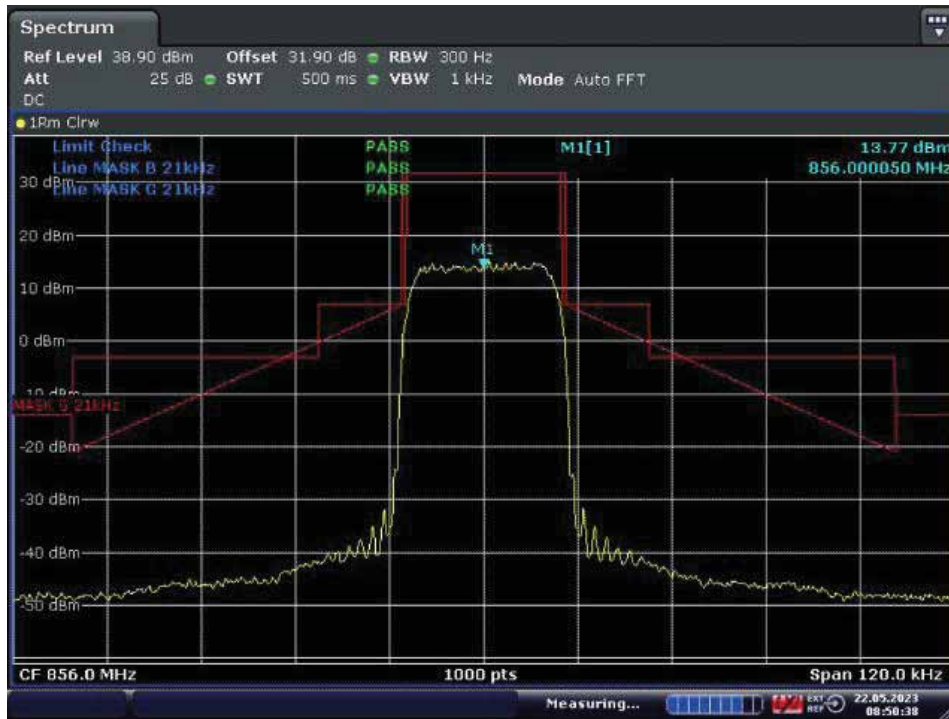 Spectrum
Ref Level 38.90 dBm Offset 31.90 dB RBW 300 Hz
Att 25 dB SWT 500 ms VBW 1 kHz Mode Auto FFT
DC
1Rm Clrw
Limit Check PASS M1[1] 13.77 dBm
Line MASK B 21kHz PASS 856.000050 MHz
30 dBm
Line MASK G 21kHz PASS
20 dBm
M1
10 dBm
0 dBm
-10 dBm
MASK G 21kHz
-20 dBm
-30 dBm
-40 dBm
-50 dBm
CF 856.0 MHz 1000 pts Span 120.0 kHz
Measuring... EXT REF 22.05.2023
08:50:38